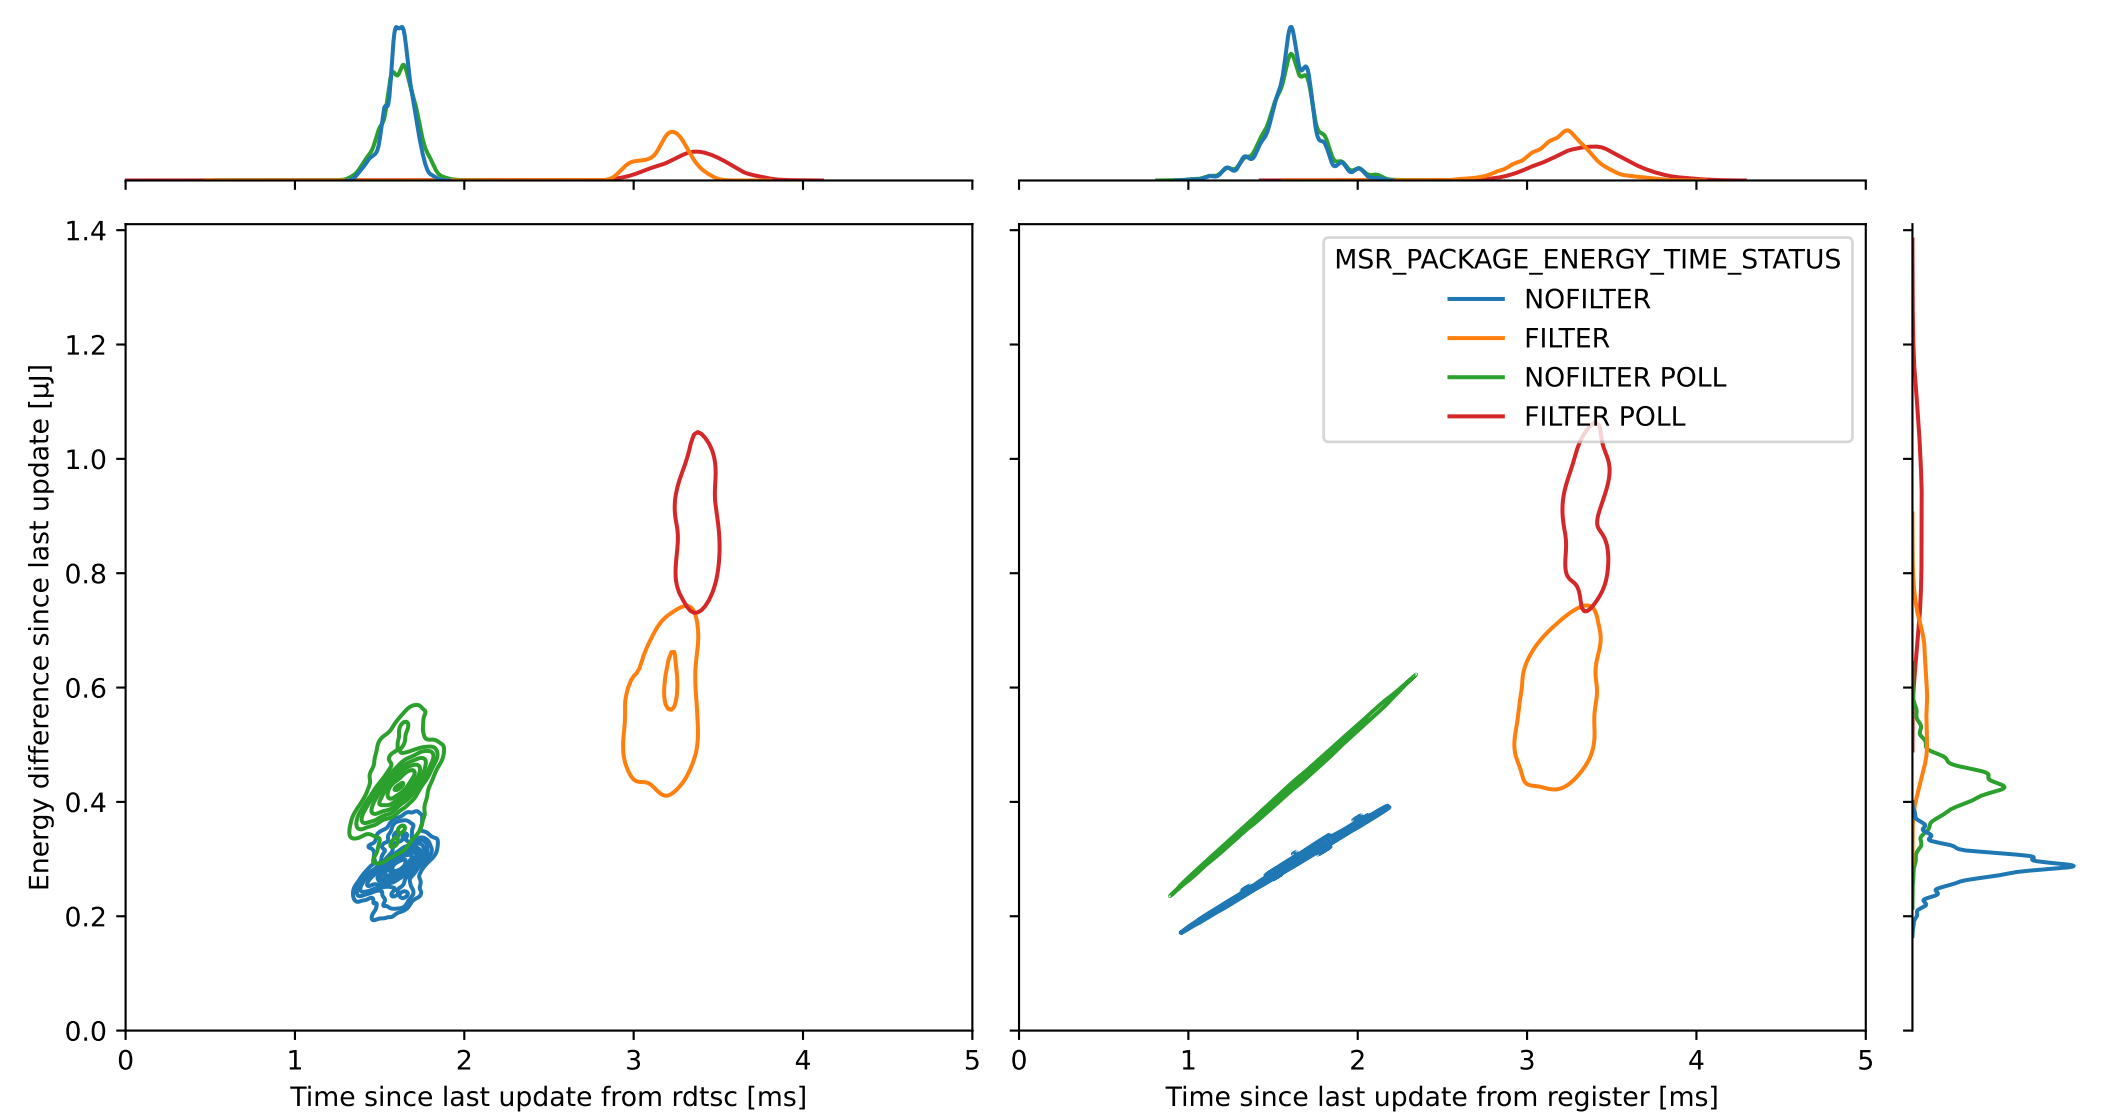 1.4
1.2
1.0
0.8
0.6
0.4
0.2
0.0
Energy difference since last update [µJ]
0 1 2 3 4 5
Time since last update from rdtsc [ms]
MSR_PACKAGE_ENERGY_TIME_STATUS
NOFILTER
FILTER
NOFILTER POLL
FILTER POLL
0 1 2 3 4 5
Time since last update from register [ms]